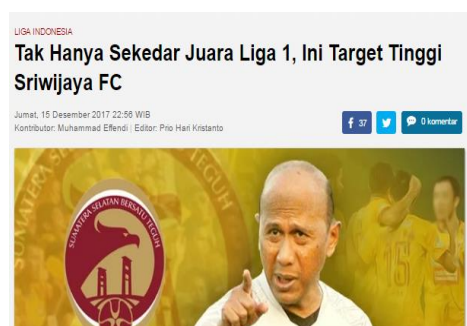 LIGA INDONESIA
Tak Hanya Sekedar Juara Liga 1, Ini Target Tinggi
Sriwijaya FC
Jumat, 15 Desember 2017 22:56 WIB
Kontributor: Muhammad Effendi | Editor: Prio Hari Kristanto
37
0 komentar
SUMATERA SELATAN BERSATU TEGUH
TEGUH